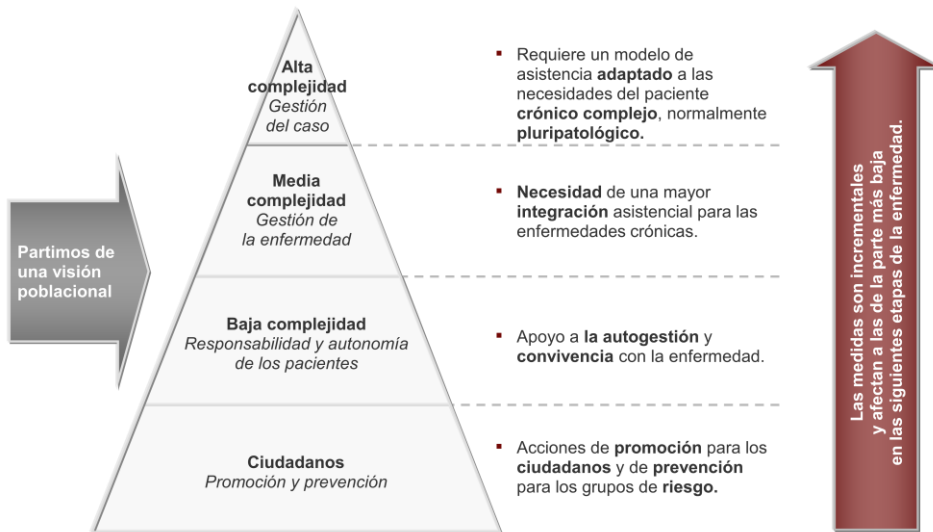 Partimos de
una visión
poblacional
Alta
complejidad
Gestión
del caso
Requiere un modelo de
asistencia adaptado a las
necesidades del paciente
crónico complejo, normalmente
pluripatológico.
Media
complejidad
Gestión de
la enfermedad
Necesidad de una mayor
integración asistencial para las
enfermedades crónicas.
Baja complejidad
Responsabilidad y autonomía
de los pacientes
Apoyo a la autogestión y
convivencia con la enfermedad.
Ciudadanos
Promoción y prevención
Acciones de promoción para los
ciudadanos y de prevención
para los grupos de riesgo.
Las medidas son incrementales
y afectan a las de la parte más baja
en las siguientes etapas de la enfermedad.